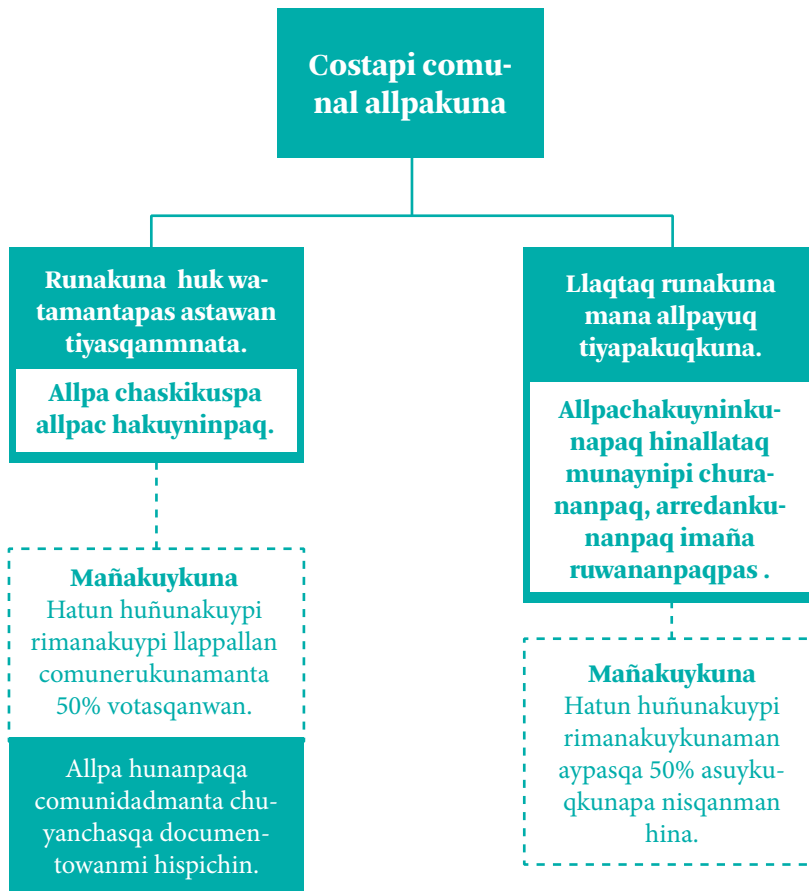 Costapi comu-
nal allpakuna
Runakuna huk wa-
tamantapas astawan
tiyasqanmnata.
Allpa chaskikuspa
allpac hakuyninpaq.
Mañakuykuna
Hatun huñunakuypi
rimanakuypi llappallan
comunerukunamanta
50% votasqanwan.
Allpa hunanpaqa
comunidadmanta chu-
yanchasqa documen-
towanmi hispichin.
Llaqtaq runakuna
mana allpayuq
tiyapakuqkuna.
Allpachakuyninku-
napaq hinallataq
munaynipi chura-
nanpaq, arredanku-
nanpaq imaña
ruwananpaqpas .
Mañakuykuna
Hatun huñunakuypi
rimanakuykunaman
aypasqa 50% asuyku-
qkunapa nisqanman
hina.